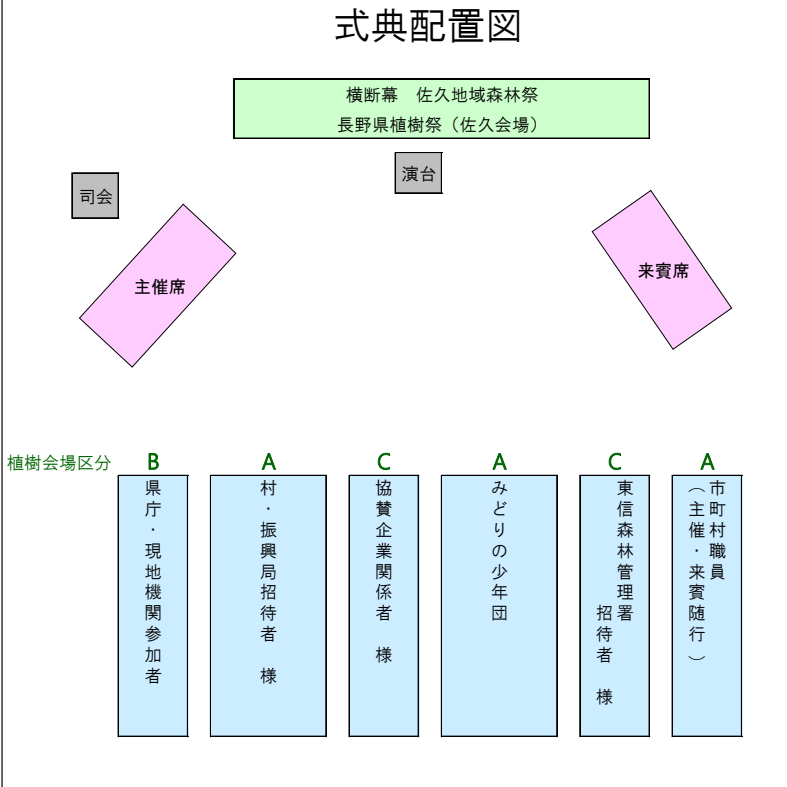 式典配置図
横断幕　佐久地域森林祭
長野県植樹祭（佐久会場）
演台
司会
主催席
来賓席
植樹会場区分
B
A
C
A
C
A
県庁・現地機関参加者
村・振興局招待者　様
協賛企業関係者　様
みどりの少年団
東信森林管理署
招待者　様
市町村職員
（主催・来賓随行）